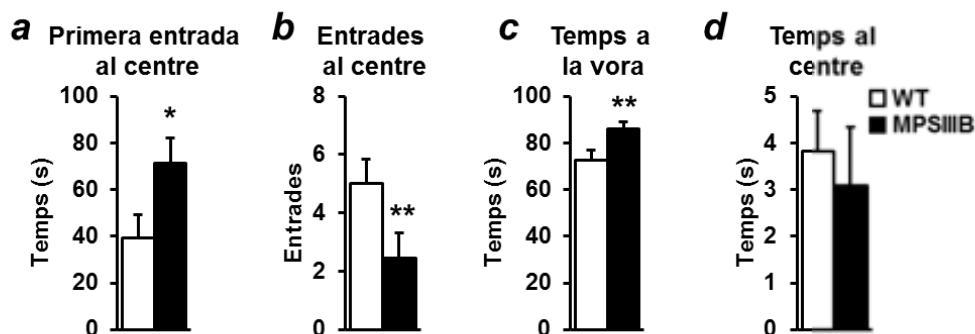 a Primera entrada al centre
100
80
60
40
20
0
Temps (s)
*
b Entrades al centre
8
6
4
2
0
Entrades
**
c Temps a la vora
100
80
60
40
20
0
Temps (s)
**
d Temps al centre
5
4
3
2
1
0
Temps (s)
WT
MPSIIIB